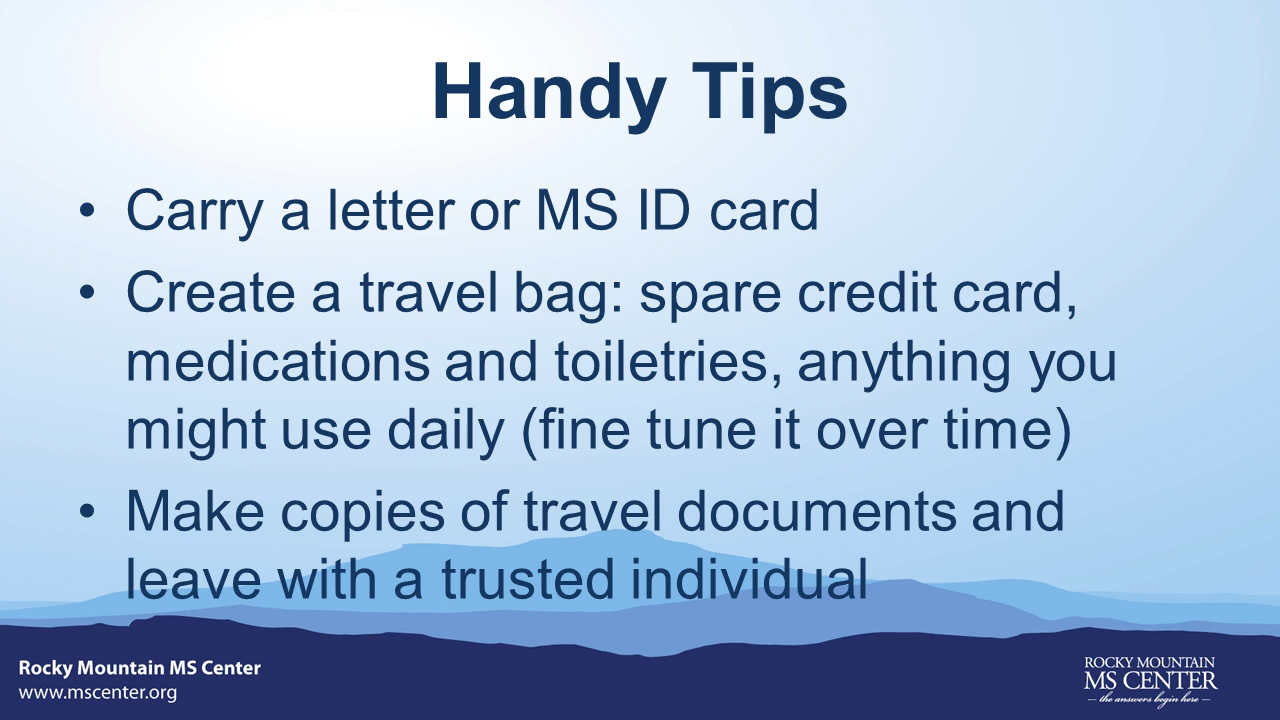 Handy Tips
• Carry a letter or MS ID card
• Create a travel bag: spare credit card,
medications and toiletries, anything you
might use daily (fine tune it over time)
• Make copies of travel documents and
leave with a trusted individual
Rocky Mountain MS Center
www.mscenter.org
ROCKY MOUNTAIN
MS CENTER
— the answers begin here —